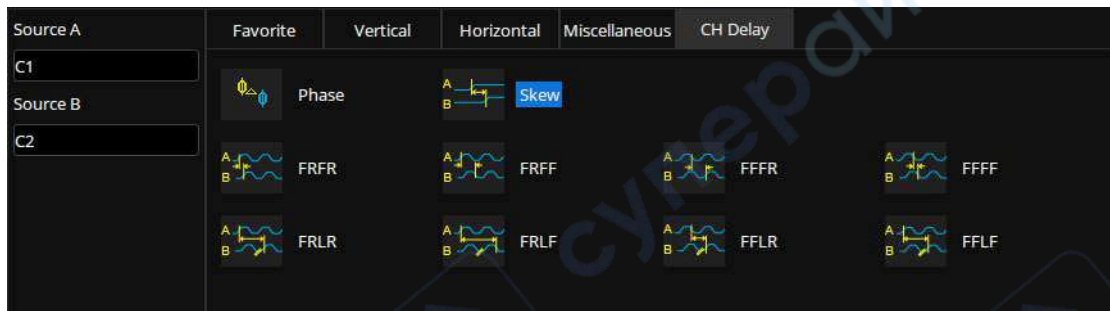 Source A
C1
Source B
C2
Favorite Vertical Horizontal Miscellaneous CH Delay
Phase Skew
FRFR FRFF FFFR FFFF
FRLR FRLF FFLR FFLF
A B
A B A B A B A B
A B A B A B A B
супер